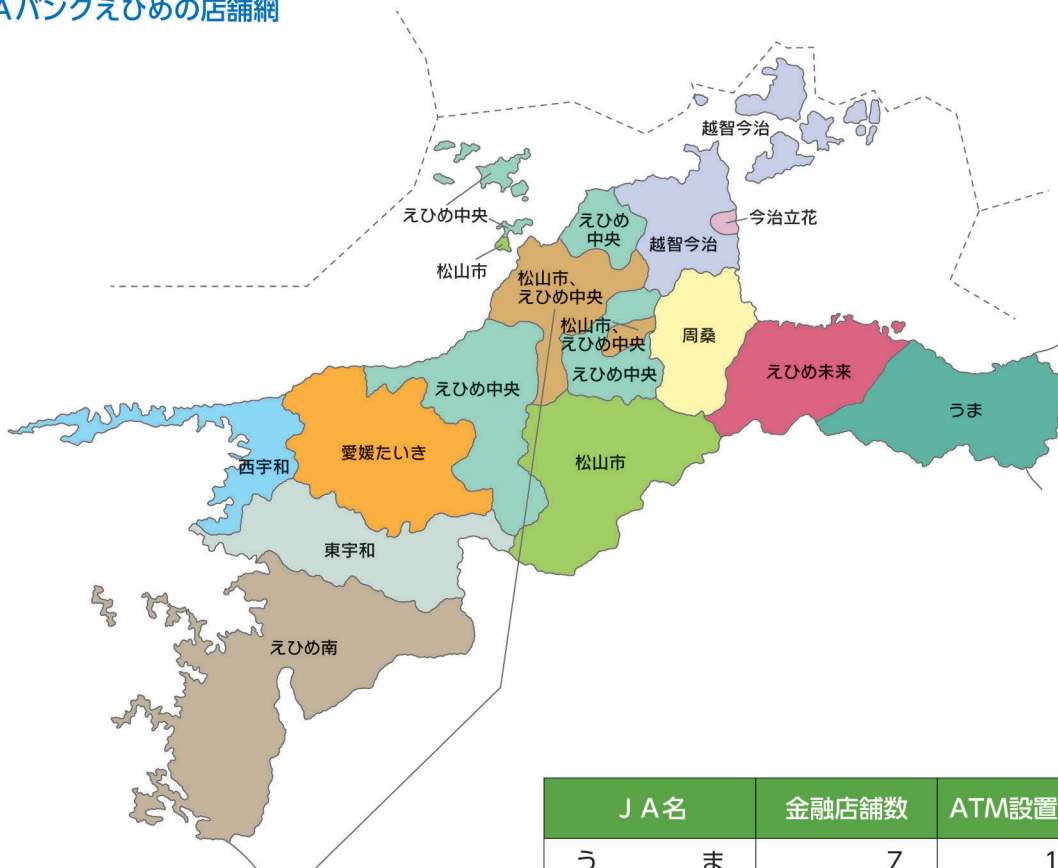 Aバンクえひめの店舗網
越智今治
えひめ中央
えひめ
中央
今治立花
越智今治
松山市
松山市、
えひめ中央
松山市、
えひめ中央
周桑
えひめ中央
えひめ中央
えひめ未来
うま
愛媛たいき
西宇和
松山市
東宇和
えひめ南
ＪＡ名 金融店舗数 ATM設置
うま 7 1